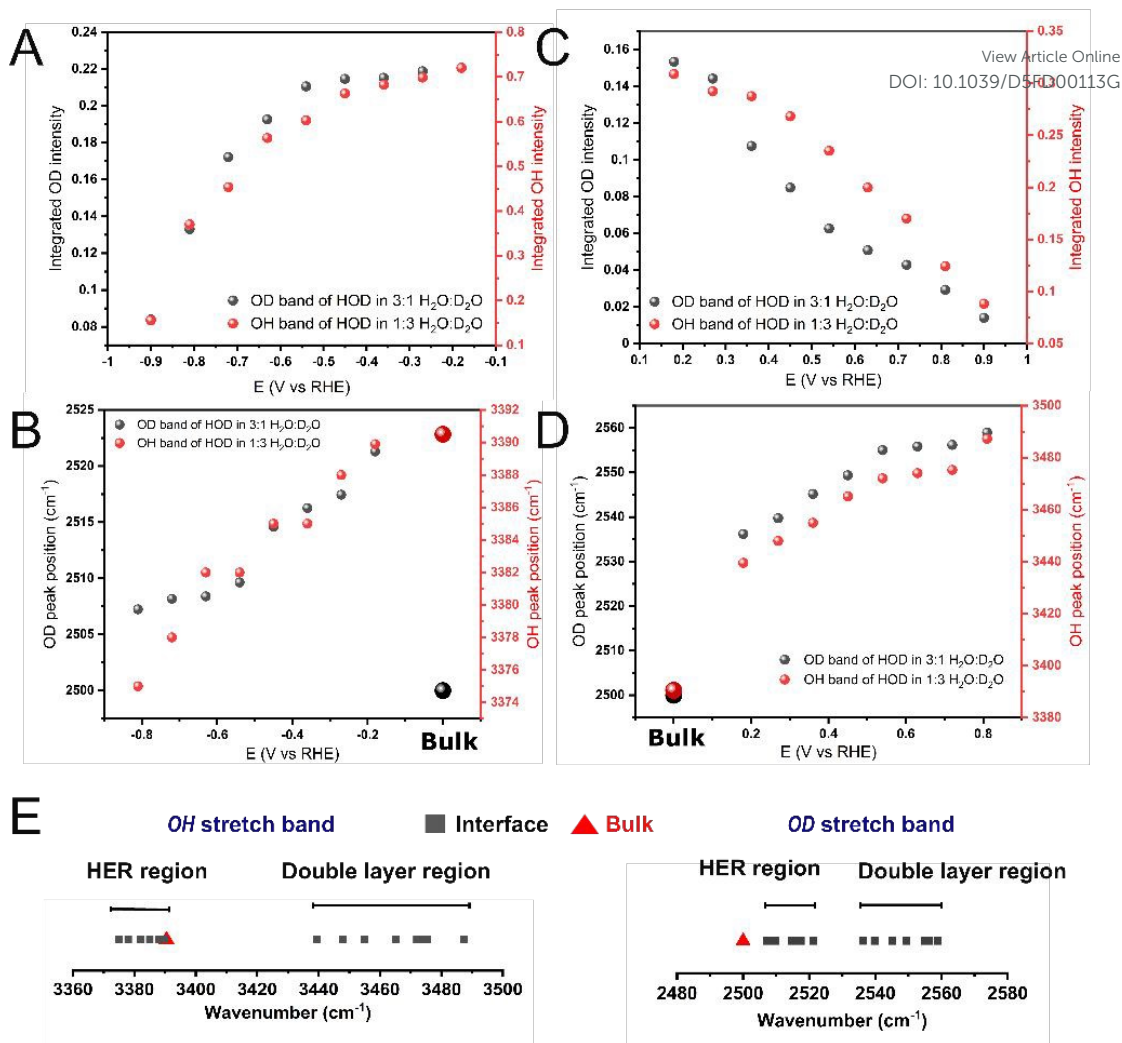 A
0.24
0.22
0.20
0.18
0.16
0.14
0.13
0.12
0.1
0.08
Integrated OD intensity
0.8
0.7
0.6
0.5
0.4
0.3
0.2
0.1
Integrated OH intensity
OD band of HOD in 3:1 H₂O:D₂O
OH band of HOD in 1:3 H₂O:D₂O
-1 -0.9 -0.8 -0.7 -0.6 -0.5 -0.4 -0.3 -0.2 -0.1
E (V vs RHE)
C
View Article Online
DOI: 10.1039/D5FD00113G
0.16
0.14
0.12
0.1
0.08
0.06
0.04
0.02
0
Integrated OD intensity
0.35
0.25
0.2
0.15
0.1
0.05
Integrated OH intensity
OD band of HOD in 3:1 H₂O:D₂O
OH band of HOD in 1:3 H₂O:D₂O
0.1 0.2 0.3 0.4 0.5 0.6 0.7 0.8 0.9 1
E (V vs RHE)
B
2525
2520
2515
2510
2505
2500
OD peak position (cm⁻¹)
3392
3390
3388
3386
3384
3382
3380
3378
3376
3374
OH peak position (cm⁻¹)
OD band of HOD in 3:1 H₂O:D₂O
OH band of HOD in 1:3 H₂O:D₂O
-0.8 -0.6 -0.4 -0.2 Bulk
E (V vs RHE)
D
2560
2550
2540
2530
2520
2510
2500
OD peak position (cm⁻¹)
3500
3480
3460
3440
3420
3400
3380
OH peak position (cm⁻¹)
OD band of HOD in 3:1 H₂O:D₂O
OH band of HOD in 1:3 H₂O:D₂O
Bulk 0.2 0.4 0.6 0.8
E (V vs RHE)
E
OH stretch band Interface Bulk OD stretch band
HER region Double layer region
3360 3380 3400 3420 3440 3460 3480 3500
Wavenumber (cm⁻¹)
HER region Double layer region
2480 2500 2520 2540 2560 2580
Wavenumber (cm⁻¹)